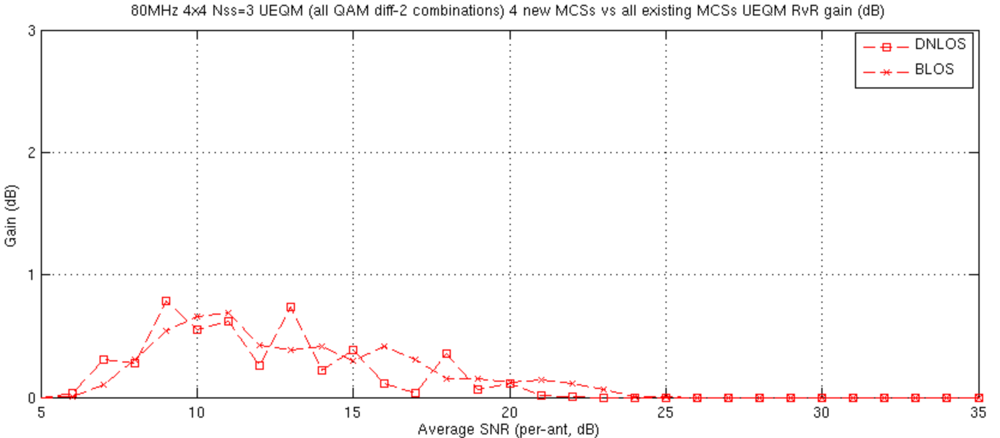 80MHz 4x4 Nss=3 UEQM (all QAM diff-2 combinations) 4 new MCSs vs all existing MCSs UEQM RvR gain (dB)
DNLOS
BLOS
3
2
1
0
Gain (dB)
5 10 15 20 25 30 35
Average SNR (per-ant, dB)